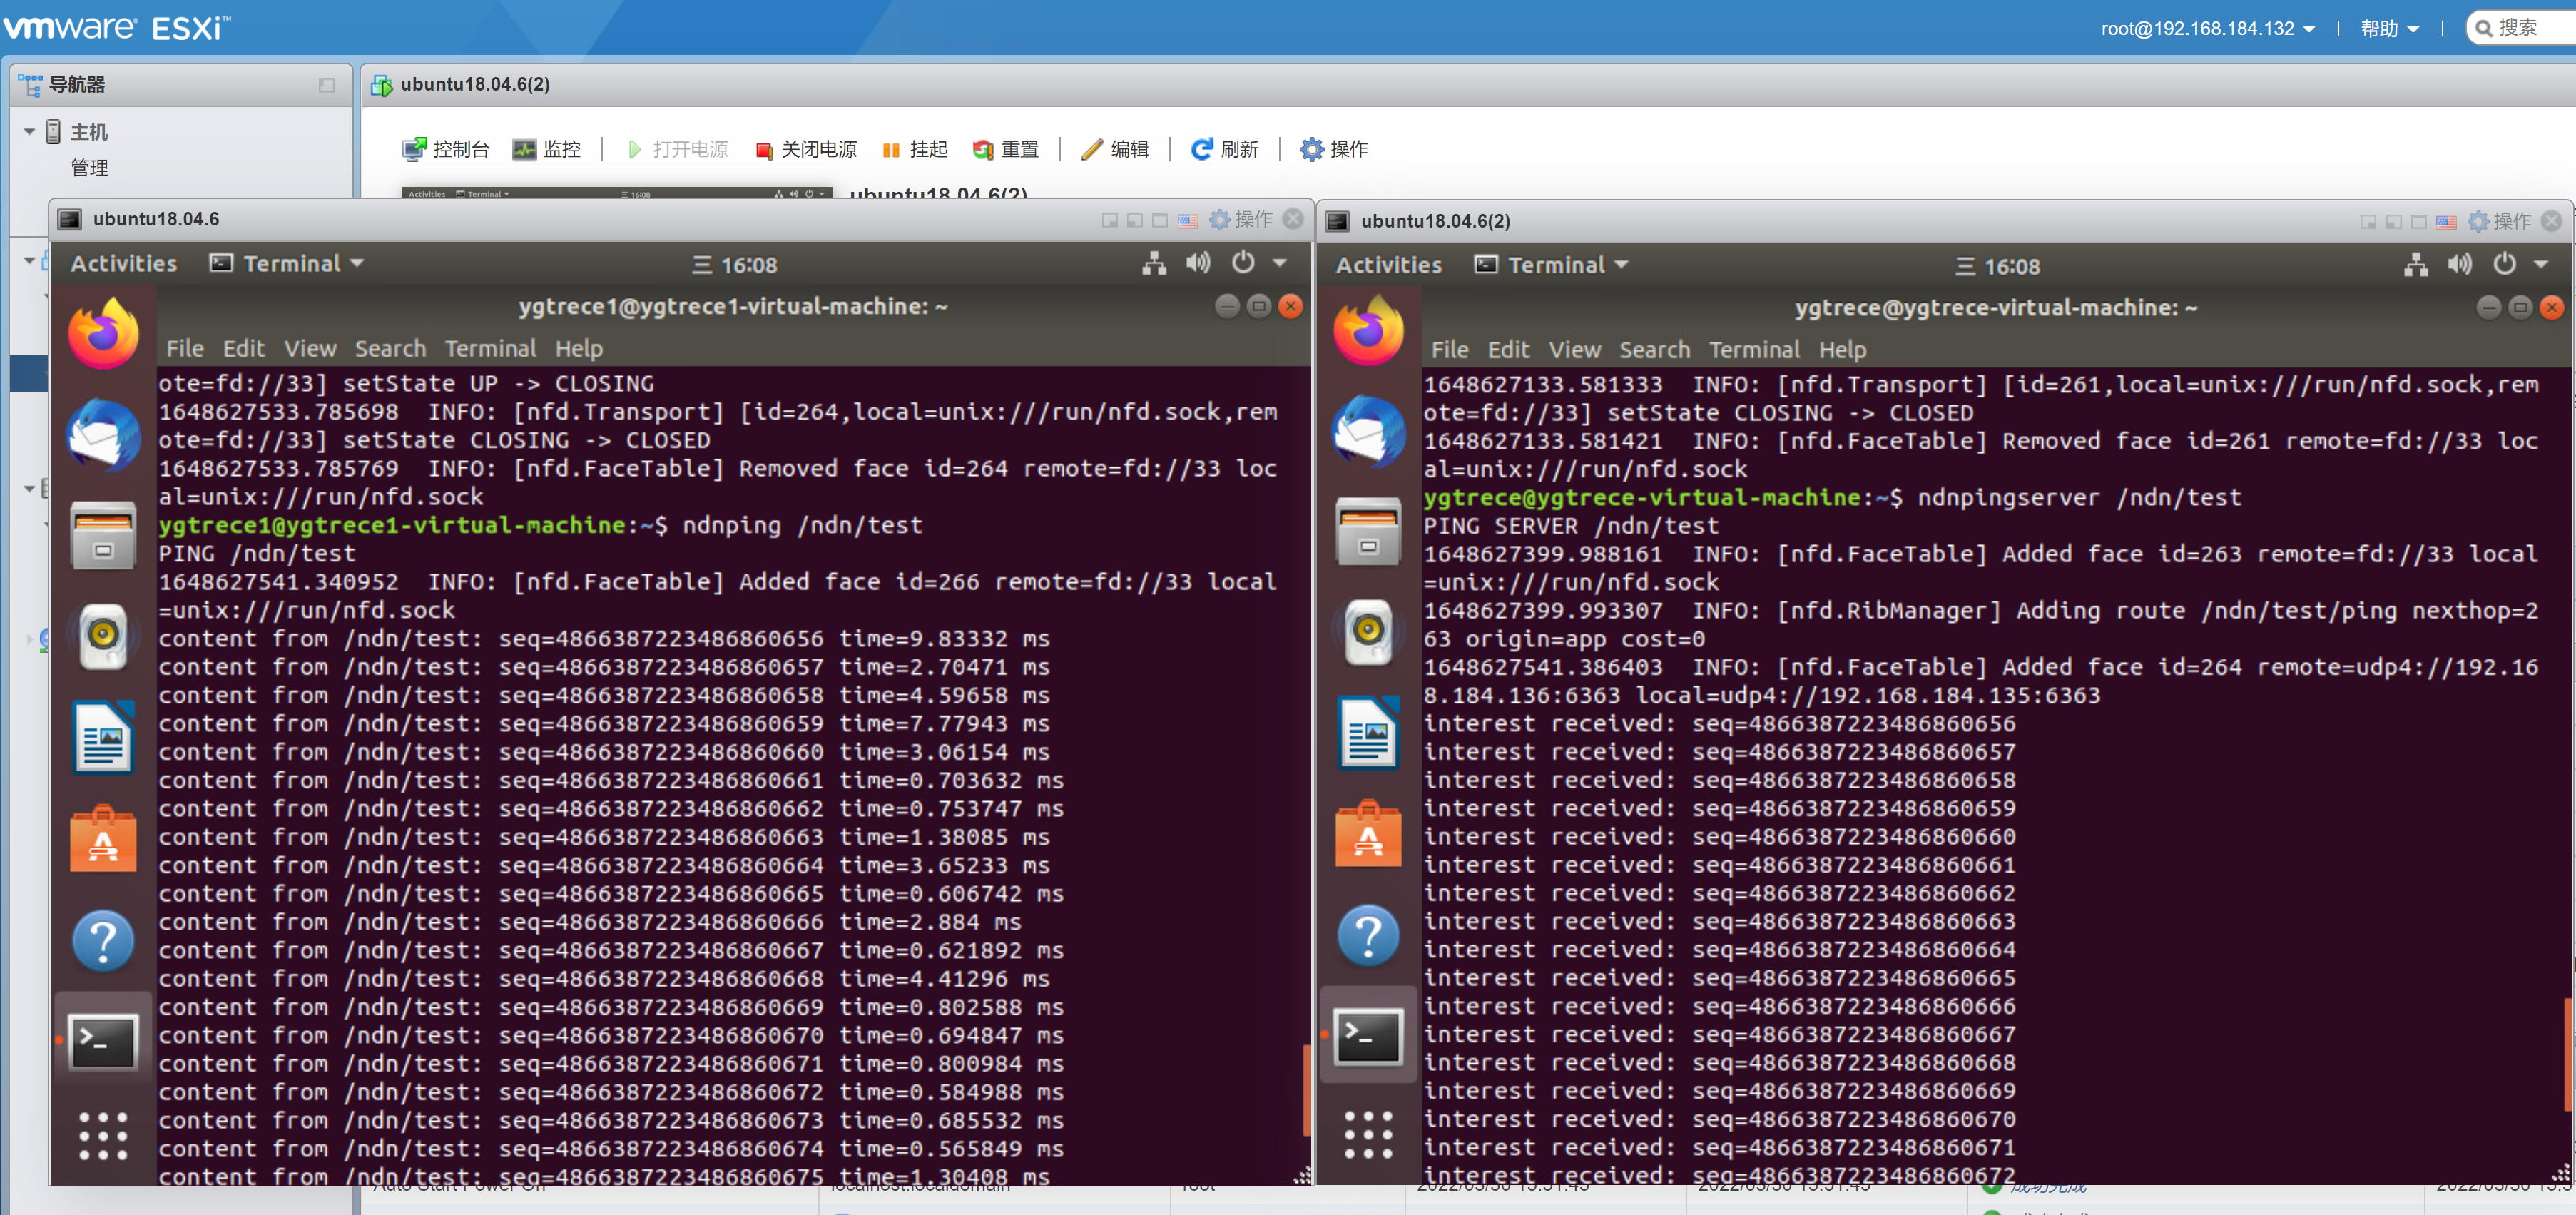 vmware ESXi™
root@192.168.184.132
帮助
搜索
导航器
主机
管理
ubuntu18.04.6(2)
控制台 监控 打开电源 关闭电源 挂起 重置 编辑 刷新 操作
Activities Terminal 三 16:08
ubuntu18.04.6(2)
ubuntu18.04.6 操作
Activities Terminal 三 16:08
ygtrece1@ygtrece1-virtual-machine: ~
File Edit View Search Terminal Help
ote=fd://33] setState UP -> CLOSING
1648627533.785698  INFO: [nfd.Transport] [id=264,local=unix:///run/nfd.sock,rem
ote=fd://33] setState CLOSING -> CLOSED
1648627533.785769  INFO: [nfd.FaceTable] Removed face id=264 remote=fd://33 loc
al=unix:///run/nfd.sock
ygtrece1@ygtrece1-virtual-machine:~$ ndnping /ndn/test
PING /ndn/test
1648627541.340952  INFO: [nfd.FaceTable] Added face id=266 remote=fd://33 local
=unix:///run/nfd.sock
content from /ndn/test: seq=4866387223486860656 time=9.83332 ms
content from /ndn/test: seq=4866387223486860657 time=2.70471 ms
content from /ndn/test: seq=4866387223486860658 time=4.59658 ms
content from /ndn/test: seq=4866387223486860659 time=7.77943 ms
content from /ndn/test: seq=4866387223486860660 time=3.06154 ms
content from /ndn/test: seq=4866387223486860661 time=0.703632 ms
content from /ndn/test: seq=4866387223486860662 time=0.753747 ms
content from /ndn/test: seq=4866387223486860663 time=1.38085 ms
content from /ndn/test: seq=4866387223486860664 time=3.65233 ms
content from /ndn/test: seq=4866387223486860665 time=0.606742 ms
content from /ndn/test: seq=4866387223486860666 time=2.884 ms
content from /ndn/test: seq=4866387223486860667 time=0.621892 ms
content from /ndn/test: seq=4866387223486860668 time=4.41296 ms
content from /ndn/test: seq=4866387223486860669 time=0.802588 ms
content from /ndn/test: seq=4866387223486860670 time=0.694847 ms
content from /ndn/test: seq=4866387223486860671 time=0.800984 ms
content from /ndn/test: seq=4866387223486860672 time=0.584988 ms
content from /ndn/test: seq=4866387223486860673 time=0.685532 ms
content from /ndn/test: seq=4866387223486860674 time=0.565849 ms
content from /ndn/test: seq=4866387223486860675 time=1.30408 ms
ubuntu18.04.6(2) 操作
Activities Terminal 三 16:08
ygtrece@ygtrece-virtual-machine: ~
File Edit View Search Terminal Help
1648627133.581333  INFO: [nfd.Transport] [id=261,local=unix:///run/nfd.sock,rem
ote=fd://33] setState CLOSING -> CLOSED
1648627133.581421  INFO: [nfd.FaceTable] Removed face id=261 remote=fd://33 loc
al=unix:///run/nfd.sock
ygtrece@ygtrece-virtual-machine:~$ ndnpingserver /ndn/test
PING SERVER /ndn/test
1648627399.988161  INFO: [nfd.FaceTable] Added face id=263 remote=fd://33 local
=unix:///run/nfd.sock
1648627399.993307  INFO: [nfd.RibManager] Adding route /ndn/test/ping nexthop=2
63 origin=app cost=0
1648627541.386403  INFO: [nfd.FaceTable] Added face id=264 remote=udp4://192.16
8.184.136:6363 local=udp4://192.168.184.135:6363
interest received: seq=4866387223486860656
interest received: seq=4866387223486860657
interest received: seq=4866387223486860658
interest received: seq=4866387223486860659
interest received: seq=4866387223486860660
interest received: seq=4866387223486860661
interest received: seq=4866387223486860662
interest received: seq=4866387223486860663
interest received: seq=4866387223486860664
interest received: seq=4866387223486860665
interest received: seq=4866387223486860666
interest received: seq=4866387223486860667
interest received: seq=4866387223486860668
interest received: seq=4866387223486860669
interest received: seq=4866387223486860670
interest received: seq=4866387223486860671
interest received: seq=4866387223486860672
Auto Start Power On localhost.localdomain root